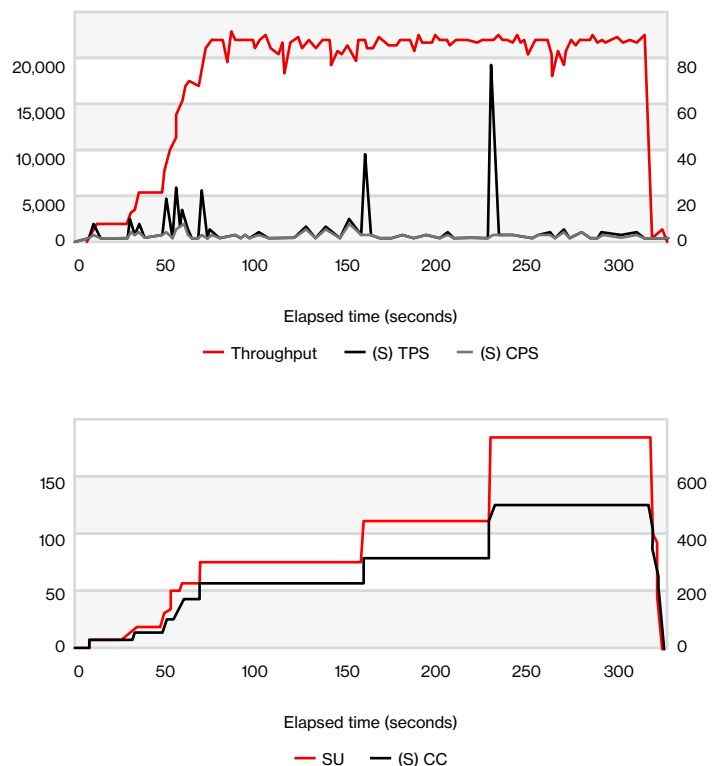 20,000 80
15,000 60
10,000 40
5,000 20
0 0
0 50 100 150 200 250 300
Elapsed time (seconds)
Throughput (S) TPS (S) CPS
150 600
100 400
50 200
0 0
0 50 100 150 200 250 300
Elapsed time (seconds)
SU (S) CC